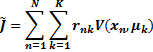 J̃ = ∑_{n=1}^{N} ∑_{k=1}^{K} r_{nk} V(x_n, μ_k)